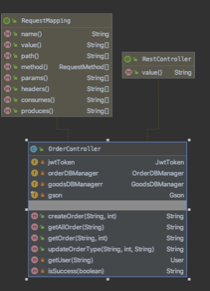 RequestMapping
name() String
value() String[]
path() String[]
method() RequestMethod[]
params() String[]
headers() String[]
consumes() String[]
produces() String[]
RestController
value() String
OrderController
jwtToken JwtToken
orderDBManager OrderDBManager
goodsDBManagerr GoodsDBManager
gson Gson
createOrder(String, int) String
getAllOrder(String) String
getOrder(String, int) String
updateOrderType(String, int, String) String
getUser(String) User
isSuccess(boolean) String